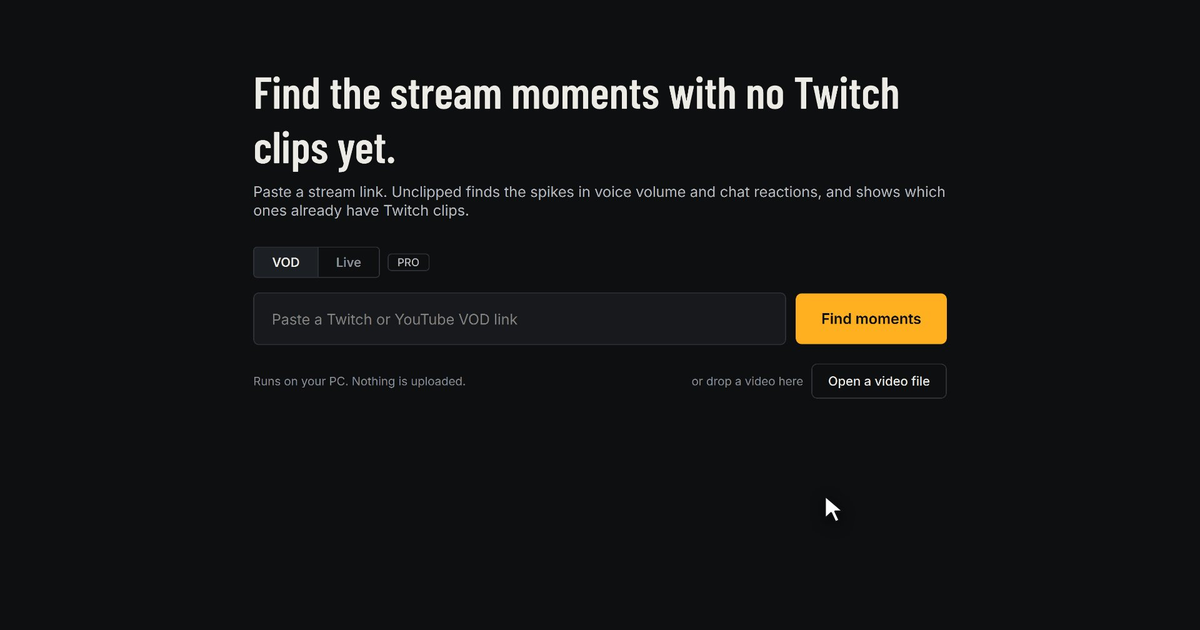 Find the stream moments with no Twitch
clips yet.
Paste a stream link. Unclipped finds the spikes in voice volume and chat reactions, and shows which
ones already have Twitch clips.
VOD Live PRO
Paste a Twitch or YouTube VOD link Find moments
Runs on your PC. Nothing is uploaded. or drop a video here Open a video file